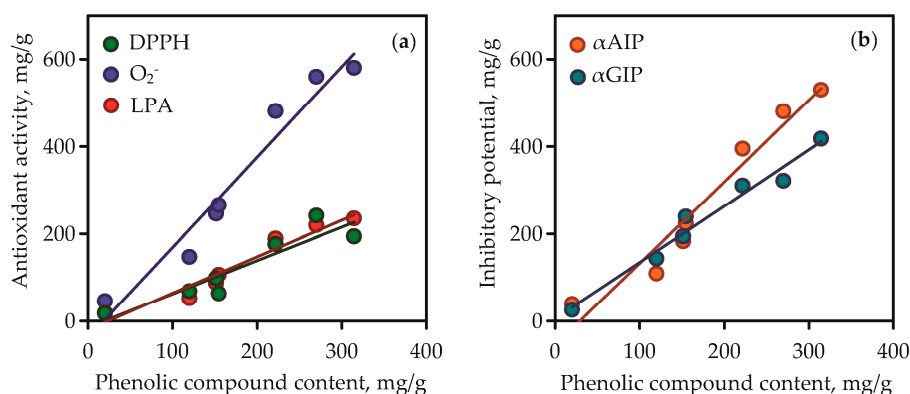 (a)
DPPH
O₂⁻
LPA
Antioxidant activity, mg/g
600
400
200
0
0
100
200
300
400
Phenolic compound content, mg/g
(b)
αAIP
αGIP
Inhibitory potential, mg/g
600
400
200
0
0
100
200
300
400
Phenolic compound content, mg/g